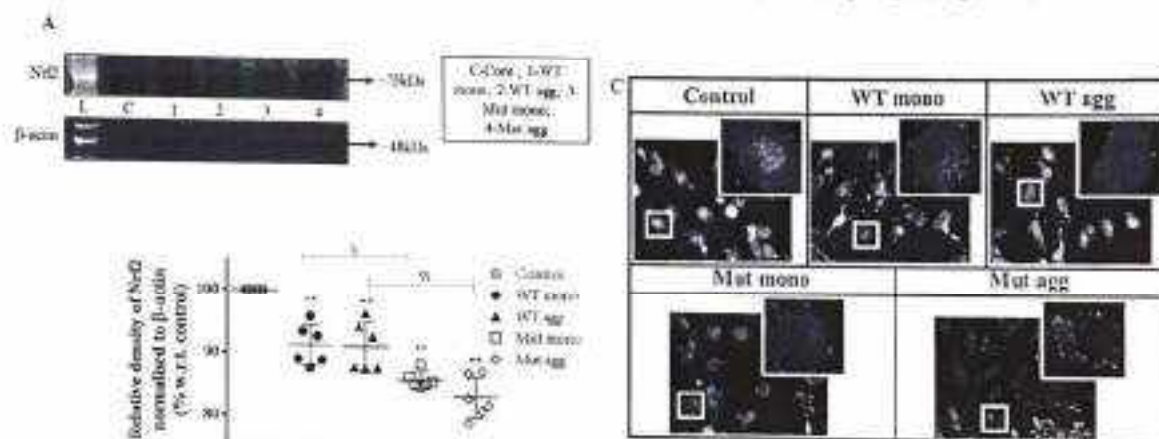 A
Nrf2
L C 1 2 3 4
β-actin
48kDa
C-Cont., 1-WT
mono, 2-WT agg, 3-
Mut mono,
4-Mut agg
Relative density of Nrf2
normalised to β-actin
(% w.r.t. control)
100
90
80
Control
WT mono
WT agg
Mut mono
Mut agg
C
Control WT mono WT agg
Mut mono Mut agg